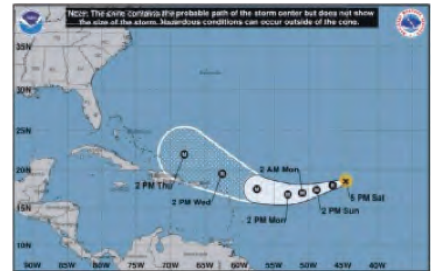 Note: The cone contains the probable path of the storm center but does not show
the size of the storm. Hazardous conditions can occur outside of the cone.
35N
30N
25N
20N
15N
10N
2 AM Mon
2 PM Thu
5 PM Sat
2 PM Wed
2 PM Sun
2 PM Mon
M
M
M
M
M
H
H
90W 85W 80W 75W 70W 65W 60W 55W 50W 45W 40W